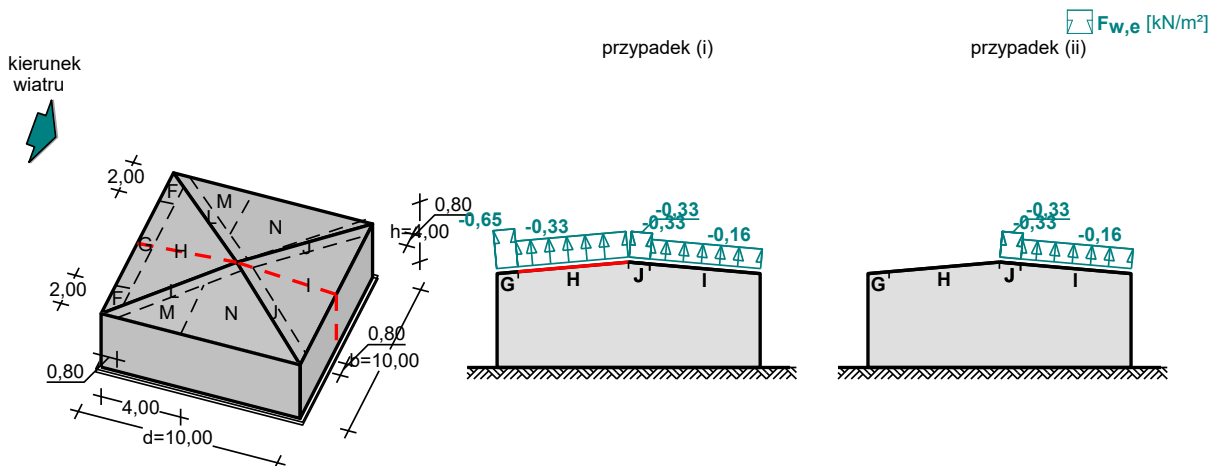 Fw,e [kN/m²]
przypadek (i)
przypadek (ii)
kierunek
wiatru
2,00
F
M
L
N
J
0,80
h=4,00
G
H
I
2,00
F
L
M
N
J
0,80
b=10,00
0,80
4,00
d=10,00
-0,65
-0,33
-0,33
-0,33
-0,16
G
H
J
I
-0,33
-0,33
-0,16
G
H
J
I